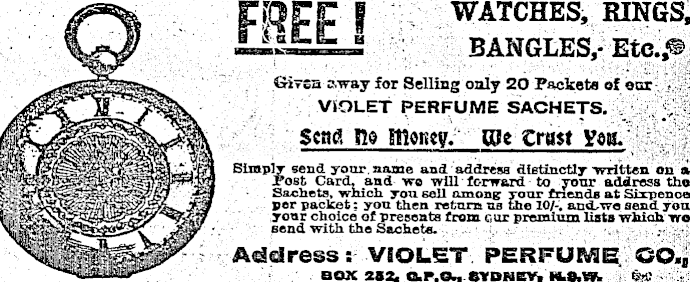 FREE!
WATCHES, RINGS,
BANGLES, Etc.,
Given away for Selling only 20 Packets of our
VIOLET PERFUME SACHETS.
Send No Money. We Trust You.
Simply send your name and address distinctly written on a
Post Card, and we will forward to your address the
Sachets, which you sell among your friends at Sixpence
per packet; you then return us the 10/-, and we send you
your choice of presents from our premium lists which we
send with the Sachets.
Address: VIOLET PERFUME CO.,
BOX 282, G.P.O., SYDNEY, N.S.W.